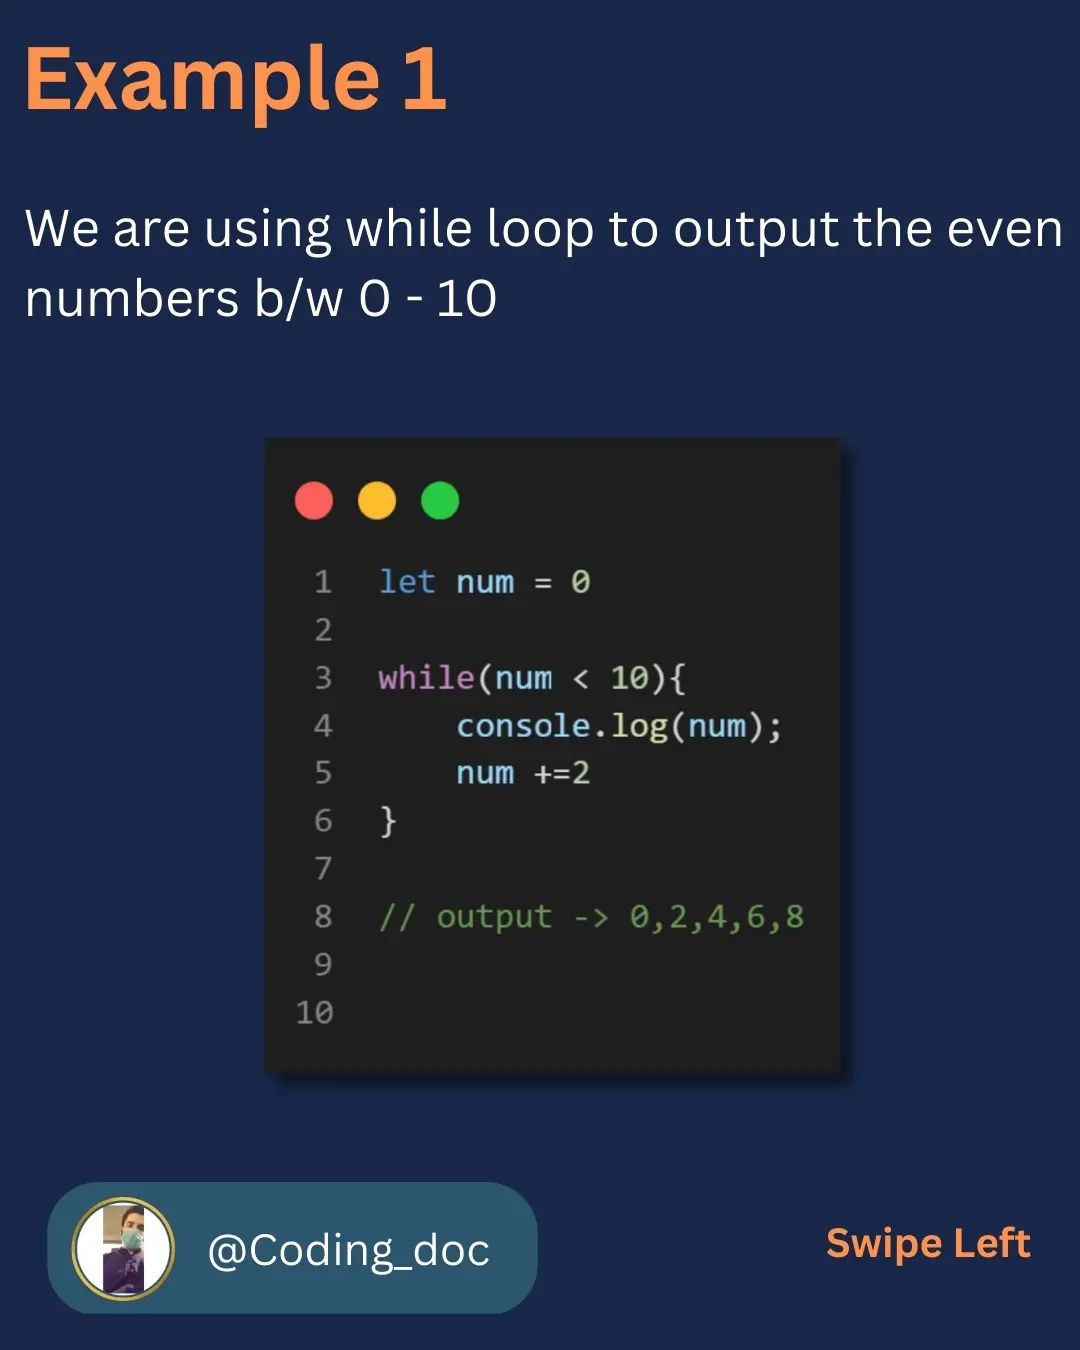 Example 1
We are using while loop to output the even
numbers b/w 0 - 10
1 let num = 0
2
3 while(num < 10){
4     console.log(num);
5     num +=2
6 }
7
8 // output -> 0,2,4,6,8
9
10
@Coding_doc
Swipe Left